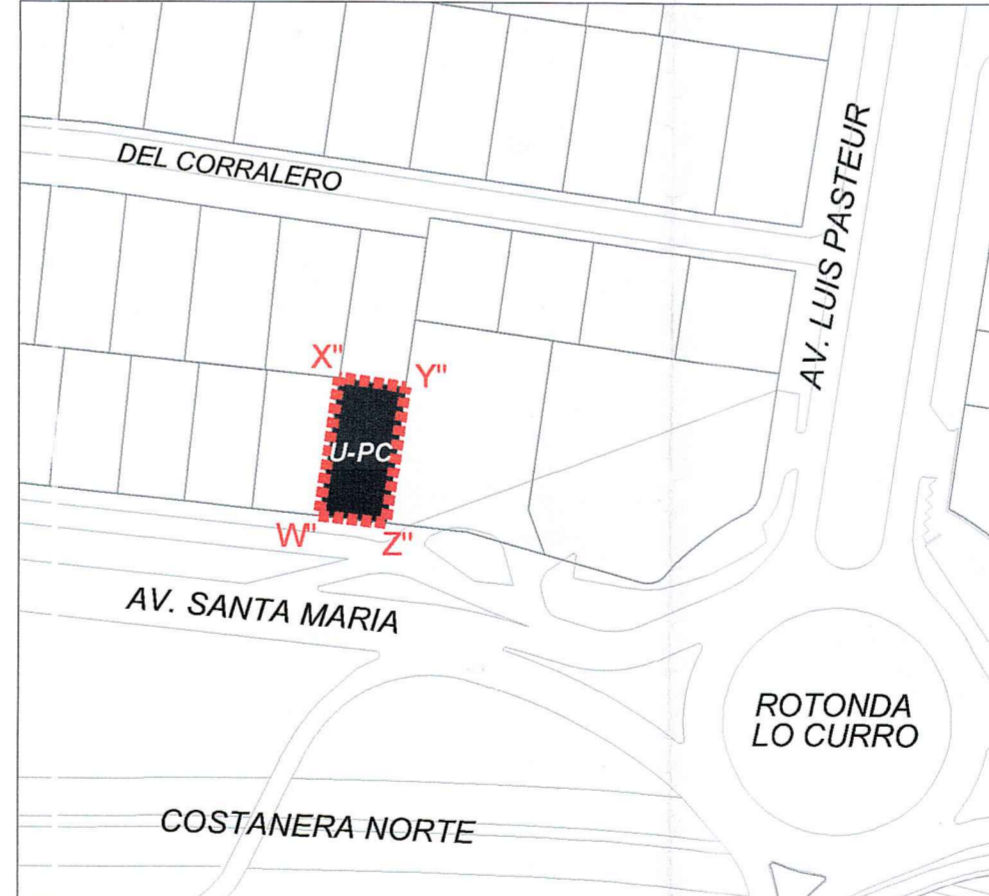 DEL CORRALERO
AV. LUIS PASTEUR
X"
Y"
U-PC
W"
Z"
AV. SANTA MARIA
ROTONDA
LO CURRO
COSTANERA NORTE